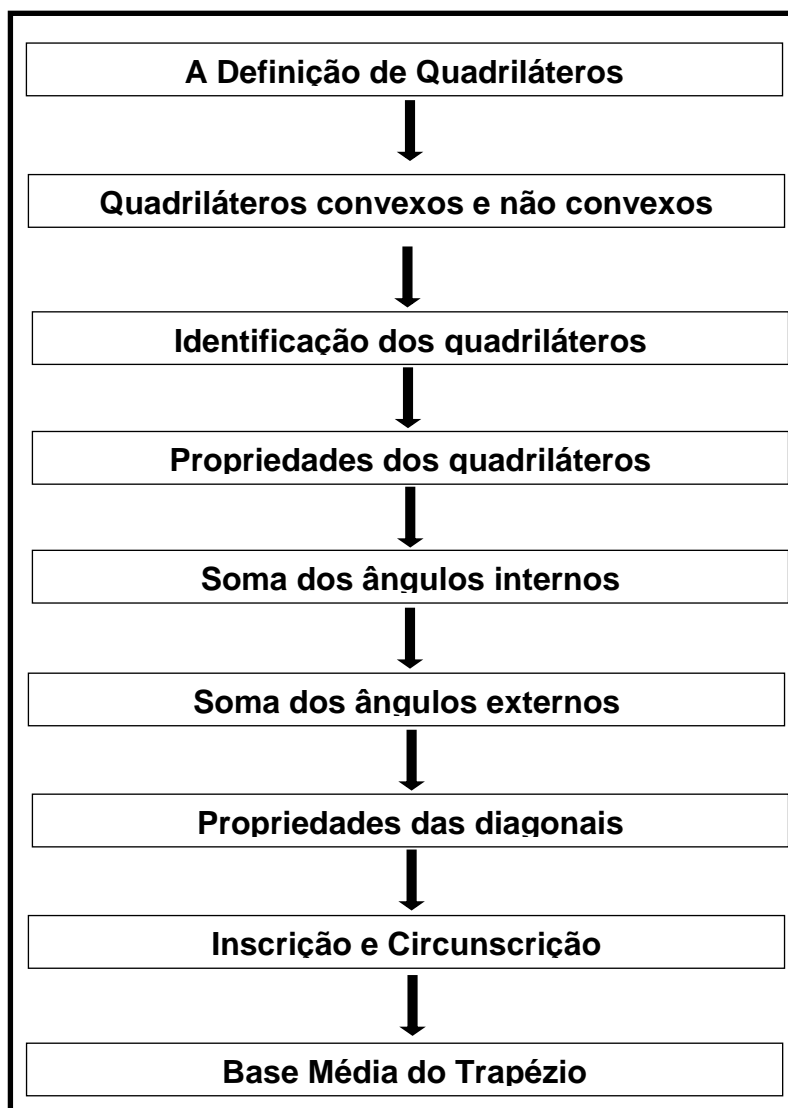 A Definição de Quadriláteros
Quadriláteros convexos e não convexos
Identificação dos quadriláteros
Propriedades dos quadriláteros
Soma dos ângulos internos
Soma dos ângulos externos
Propriedades das diagonais
Inscrição e Circunscrição
Base Média do Trapézio